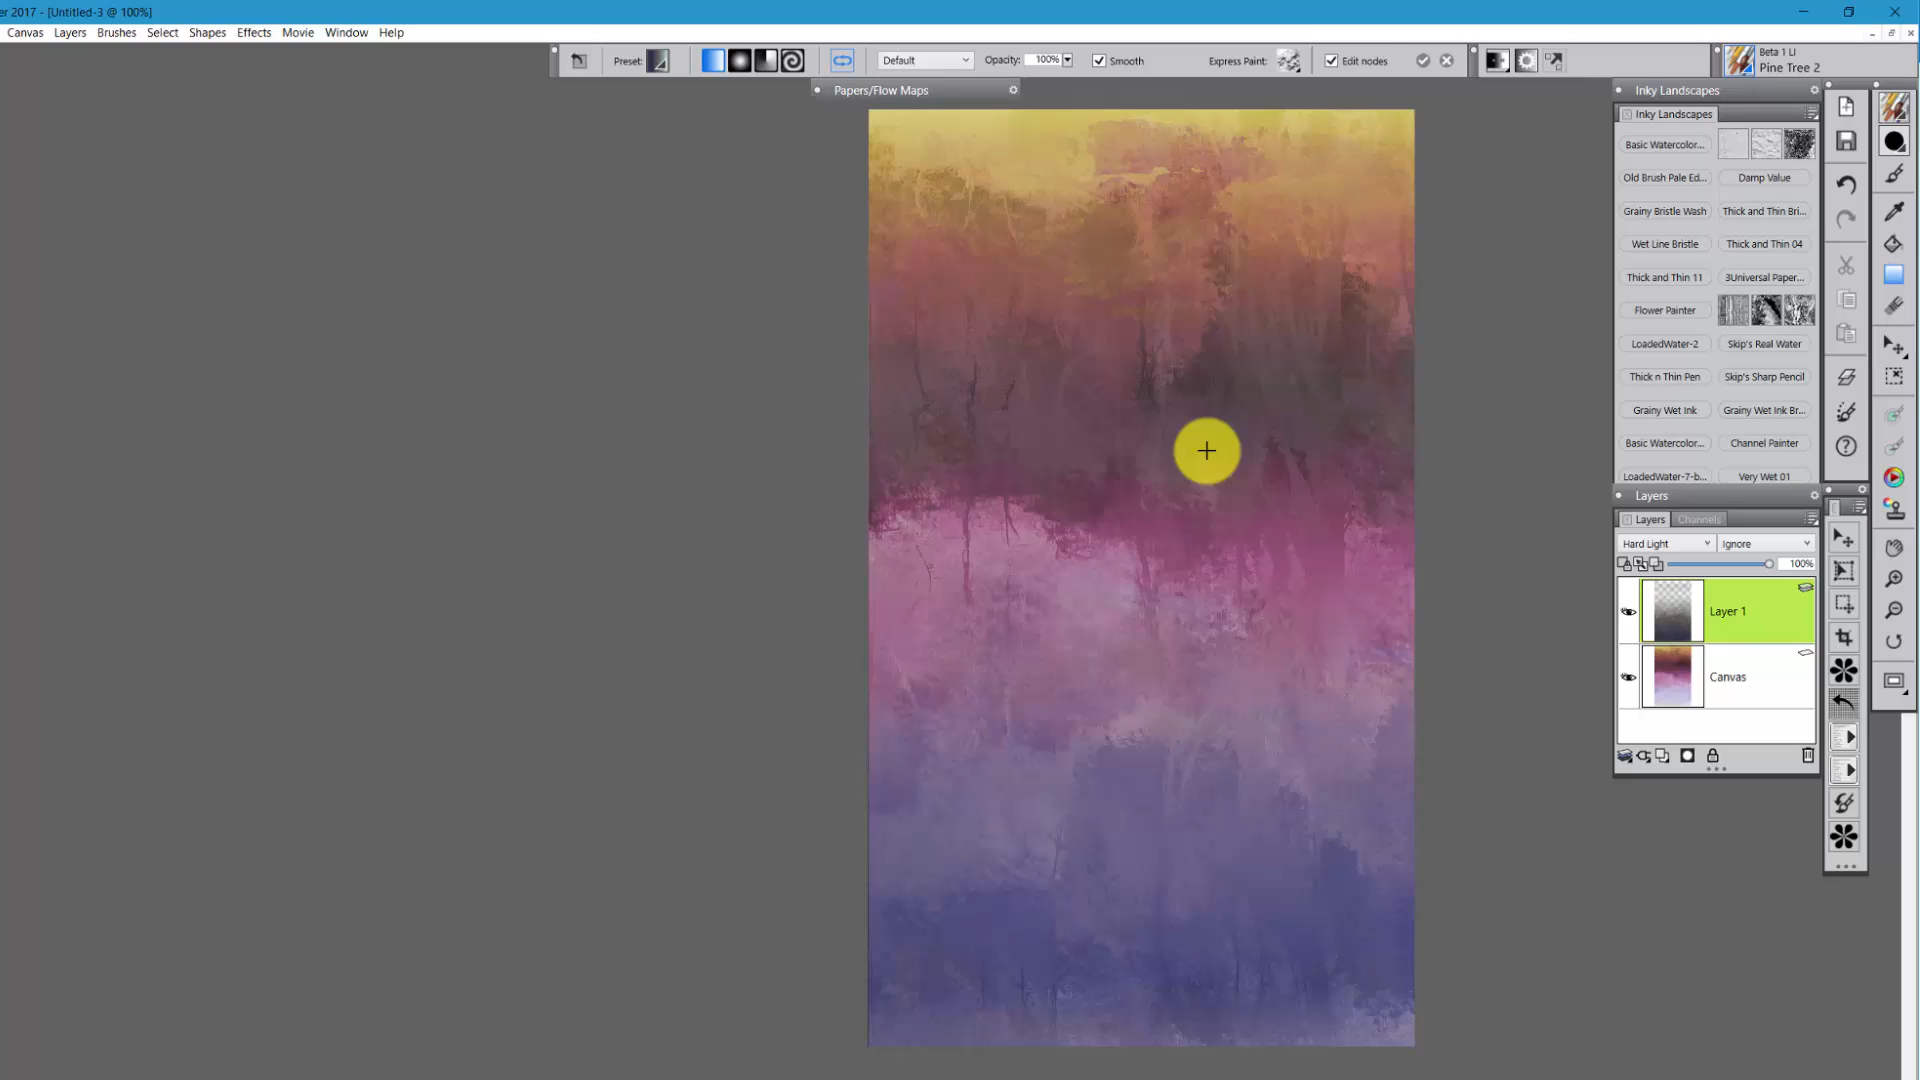 er 2017 - [Untitled-3 @ 100%]
Canvas Layers Brushes Select Shapes Effects Movie Window Help
Preset: Default Opacity: 100% Smooth Express Paint: Edit nodes
Beta 1 LI
Pine Tree 2
Papers/Flow Maps
Inky Landscapes
Inky Landscapes
Basic Watercolor...
Old Brush Pale Ed... Damp Value
Grainy Bristle Wash Thick and Thin Bri...
Wet Line Bristle Thick and Thin 04
Thick and Thin 11 3Universal Paper...
Flower Painter
LoadedWater-2 Skip's Real Water
Thick n Thin Pen Skip's Sharp Pencil
Grainy Wet Ink Grainy Wet Ink Br...
Basic Watercolor... Channel Painter
LoadedWater-7-b... Very Wet 01
Layers
Layers Channels
Hard Light Ignore
100%
Layer 1
Canvas